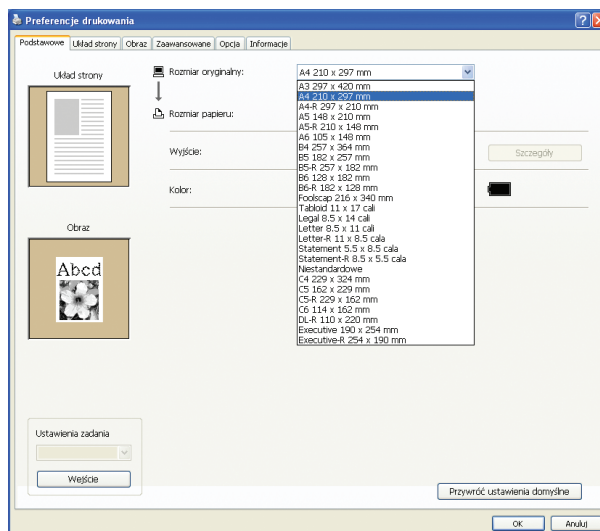 Preferencje drukowania
Podstawowe Układ strony Obraz Zaawansowane Opcja Informacje
Układ strony
Rozmiar oryginalny:
A4 210 x 297 mm
A3 297 x 420 mm
A4 210 x 297 mm
A4-R 297 x 210 mm
A5 148 x 210 mm
A5-R 210 x 148 mm
A6 105 x 148 mm
B4 257 x 364 mm
B5 182 x 257 mm
B5-R 257 x 182 mm
B6 128 x 182 mm
B6-R 182 x 128 mm
Foolscap 216 x 340 mm
Tabloid 11 x 17 cali
Legal 8.5 x 14 cali
Letter 8.5 x 11 cali
Letter-R 11 x 8.5 cala
Statement 5.5 x 8.5 cala
Statement-R 8.5 x 5.5 cala
Niestandardowe
C4 229 x 324 mm
C5 162 x 229 mm
C5-R 229 x 162 mm
C6 114 x 162 mm
DL-R 110 x 220 mm
Executive 190 x 254 mm
Executive-R 254 x 190 mm
Rozmiar papieru:
Wyjście:
Szczegóły
Kolor:
Obraz
Abcd
Ustawienia zadania
Wejście
Przywróć ustawienia domyślne
OK Anuluj